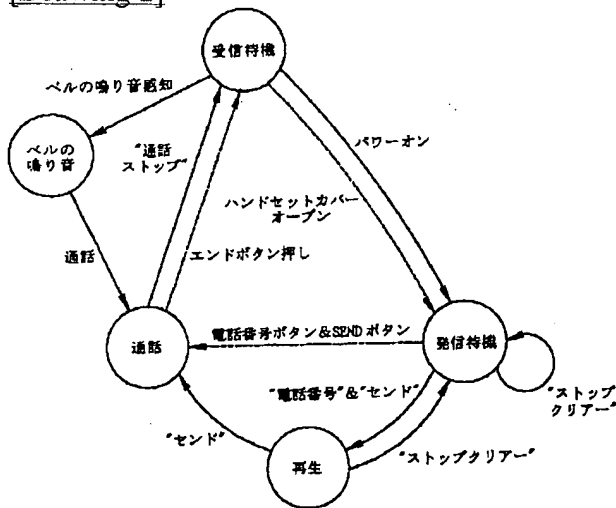 受信待機
ベルの鳴り音感知
パワーオン
ベルの
鳴り音
"通話
ストップ"
ハンドセットカバー
オープン
通話
エンドボタン押し
通話
電話番号ボタン&SENDボタン
発信待機
"電話番号"&"センド"
"ストップ
クリアー"
"センド"
再生
"ストップクリアー"